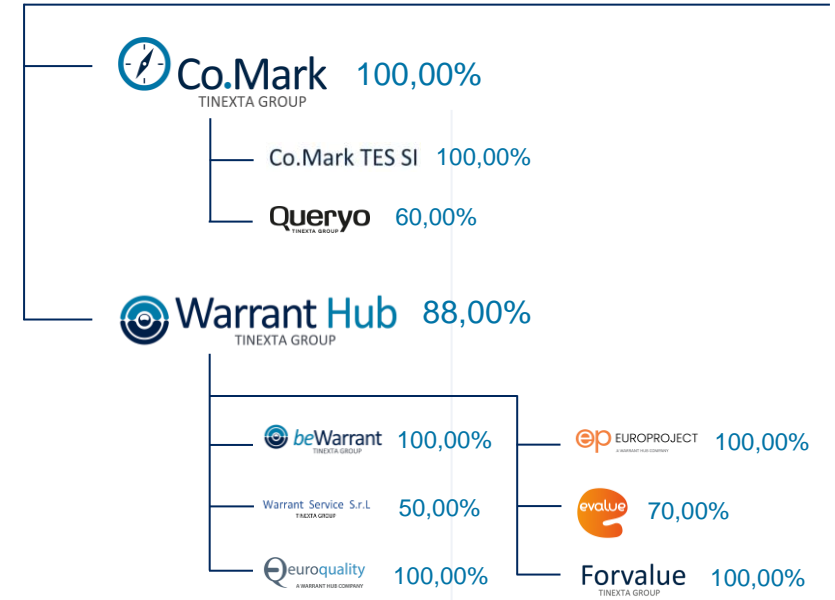 Co.Mark 100,00%
TINEXTA GROUP
Co.Mark TES SI 100,00%
Queryo 60,00%
TINEXTA GROUP
Warrant Hub 88,00%
TINEXTA GROUP
beWarrant 100,00%
TINEXTA GROUP
Warrant Service S.r.L 50,00%
TINEXTA GROUP
euroquality 100,00%
A WARRANT HUB COMPANY
ep EUROPROJECT 100,00%
A WARRANT HUB COMPANY
evalue 70,00%
Forvalue 100,00%
TINEXTA GROUP